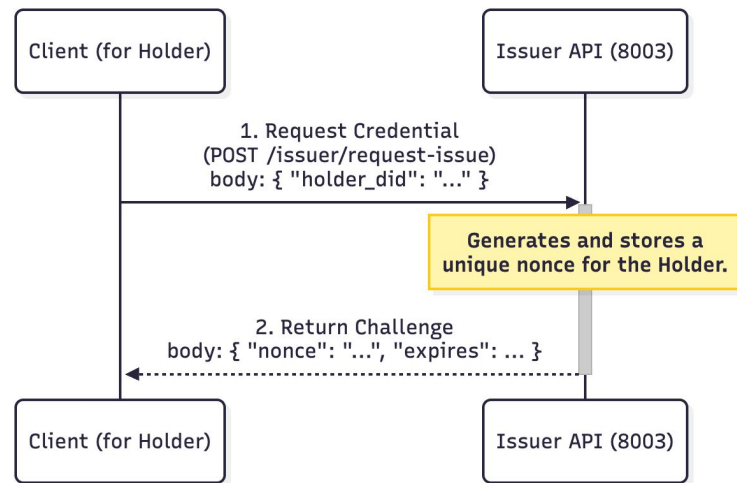 Client (for Holder)
Issuer API (8003)
1. Request Credential
(POST /issuer/request-issue)
body: { "holder_did": "..." }
Generates and stores a
unique nonce for the Holder.
2. Return Challenge
body: { "nonce": "...", "expires": ... }
Client (for Holder)
Issuer API (8003)